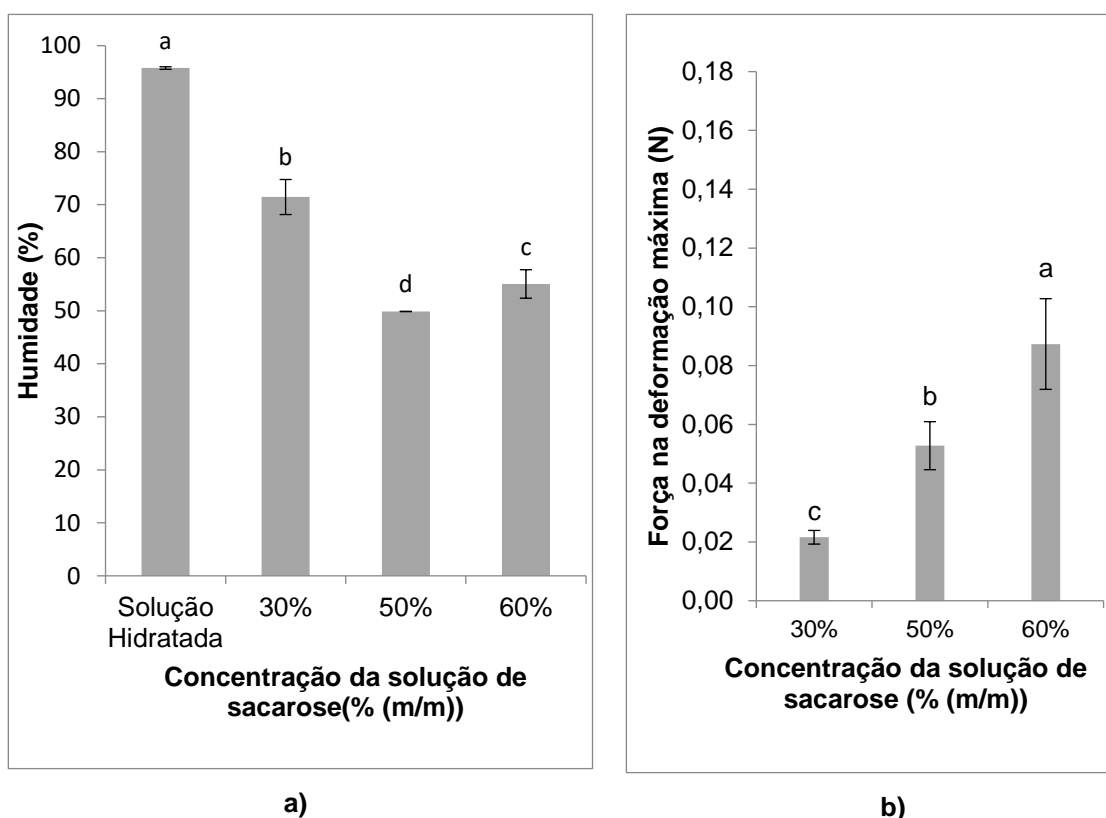 100
90
80
70
60
50
40
30
20
10
0
Humidade (%)
a
b
d
c
Solução
Hidratada
30%
50%
60%
Concentração da solução de
sacarose(% (m/m))
a)
0,18
0,16
0,14
0,12
0,10
0,08
0,06
0,04
0,02
0,00
Força na deformação máxima (N)
c
b
a
30%
50%
60%
Concentração da solução de
sacarose (% (m/m))
b)